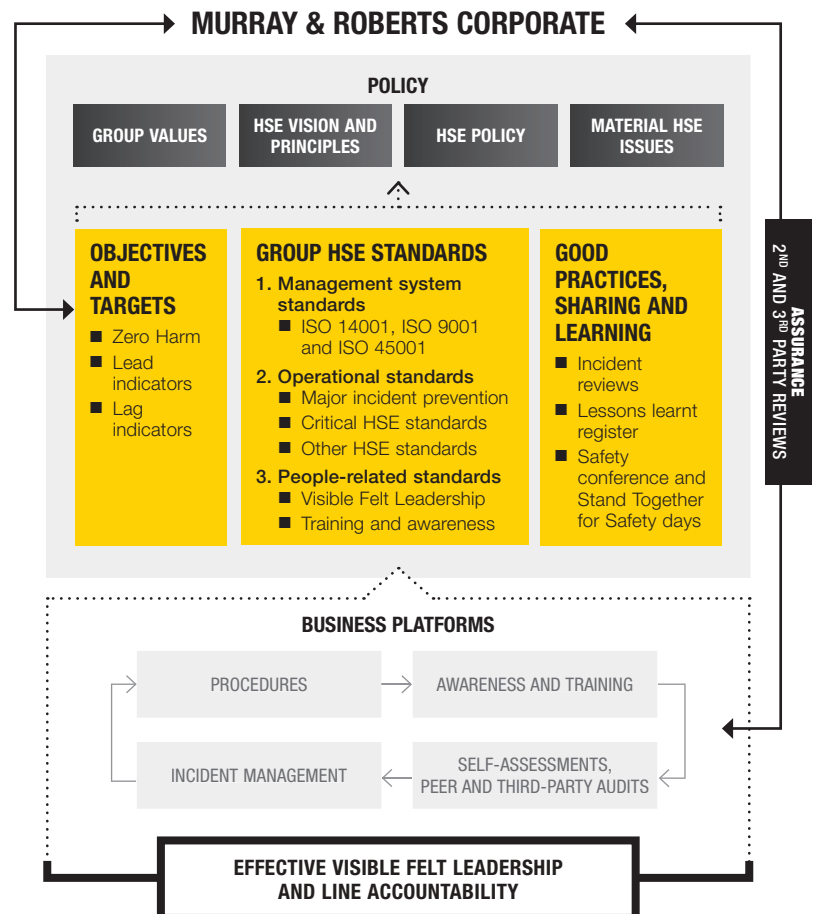 MURRAY & ROBERTS CORPORATE
POLICY
GROUP VALUES
HSE VISION AND
PRINCIPLES
HSE POLICY
MATERIAL HSE
ISSUES
OBJECTIVES
AND
TARGETS
■ Zero Harm
■ Lead
indicators
■ Lag
indicators
GROUP HSE STANDARDS
1. Management system
standards
■ ISO 14001, ISO 9001
and ISO 45001
2. Operational standards
■ Major incident prevention
■ Critical HSE standards
■ Other HSE standards
3. People-related standards
■ Visible Felt Leadership
■ Training and awareness
GOOD
PRACTICES,
SHARING AND
LEARNING
■ Incident
reviews
■ Lessons learnt
register
■ Safety
conference and
Stand Together
for Safety days
ASSURANCE
2ND AND 3RD PARTY REVIEWS
BUSINESS PLATFORMS
PROCEDURES
AWARENESS AND TRAINING
INCIDENT MANAGEMENT
SELF-ASSESSMENTS,
PEER AND THIRD-PARTY AUDITS
EFFECTIVE VISIBLE FELT LEADERSHIP
AND LINE ACCOUNTABILITY